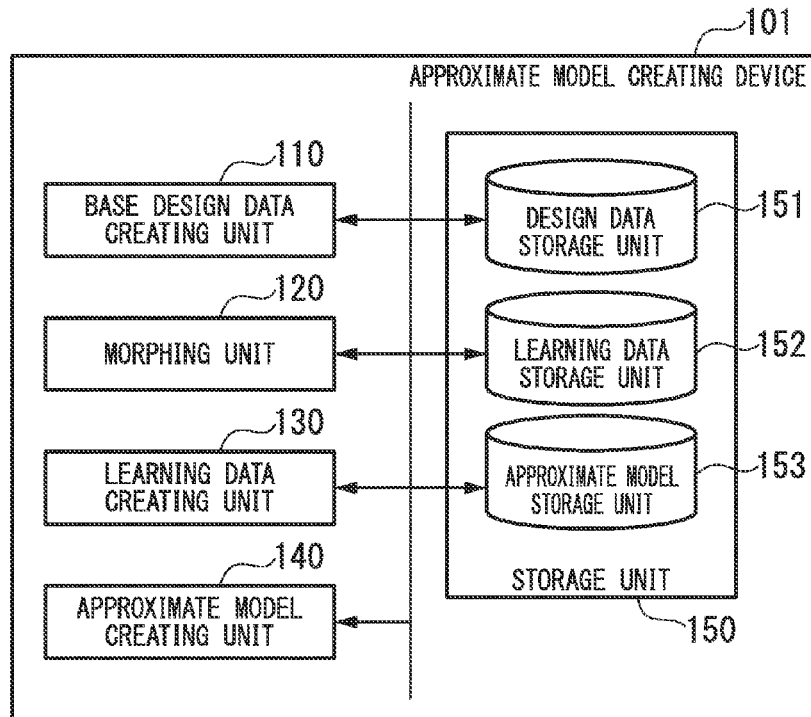 101
APPROXIMATE MODEL CREATING DEVICE
110
BASE DESIGN DATA
CREATING UNIT
120
MORPHING UNIT
130
LEARNING DATA
CREATING UNIT
140
APPROXIMATE MODEL
CREATING UNIT
DESIGN DATA
STORAGE UNIT
151
LEARNING DATA
STORAGE UNIT
152
APPROXIMATE MODEL
STORAGE UNIT
153
STORAGE UNIT
150